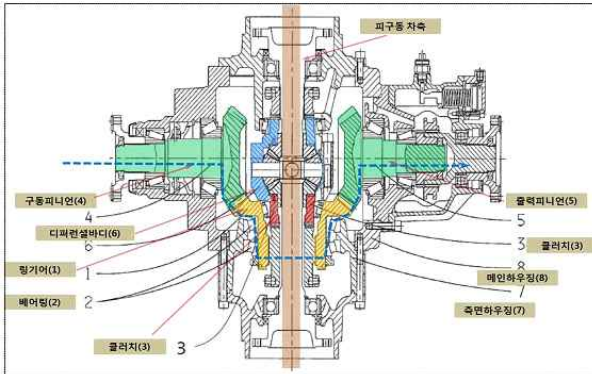 피구동 차축
구동피니언(4)
4
디퍼런셜바디(6)
6
링기어(1)
1
베어링(2)
2
클러치(3)
3
출력피니언(5)
5
3
클러치(3)
8
메인하우징(8)
7
측면하우징(7)